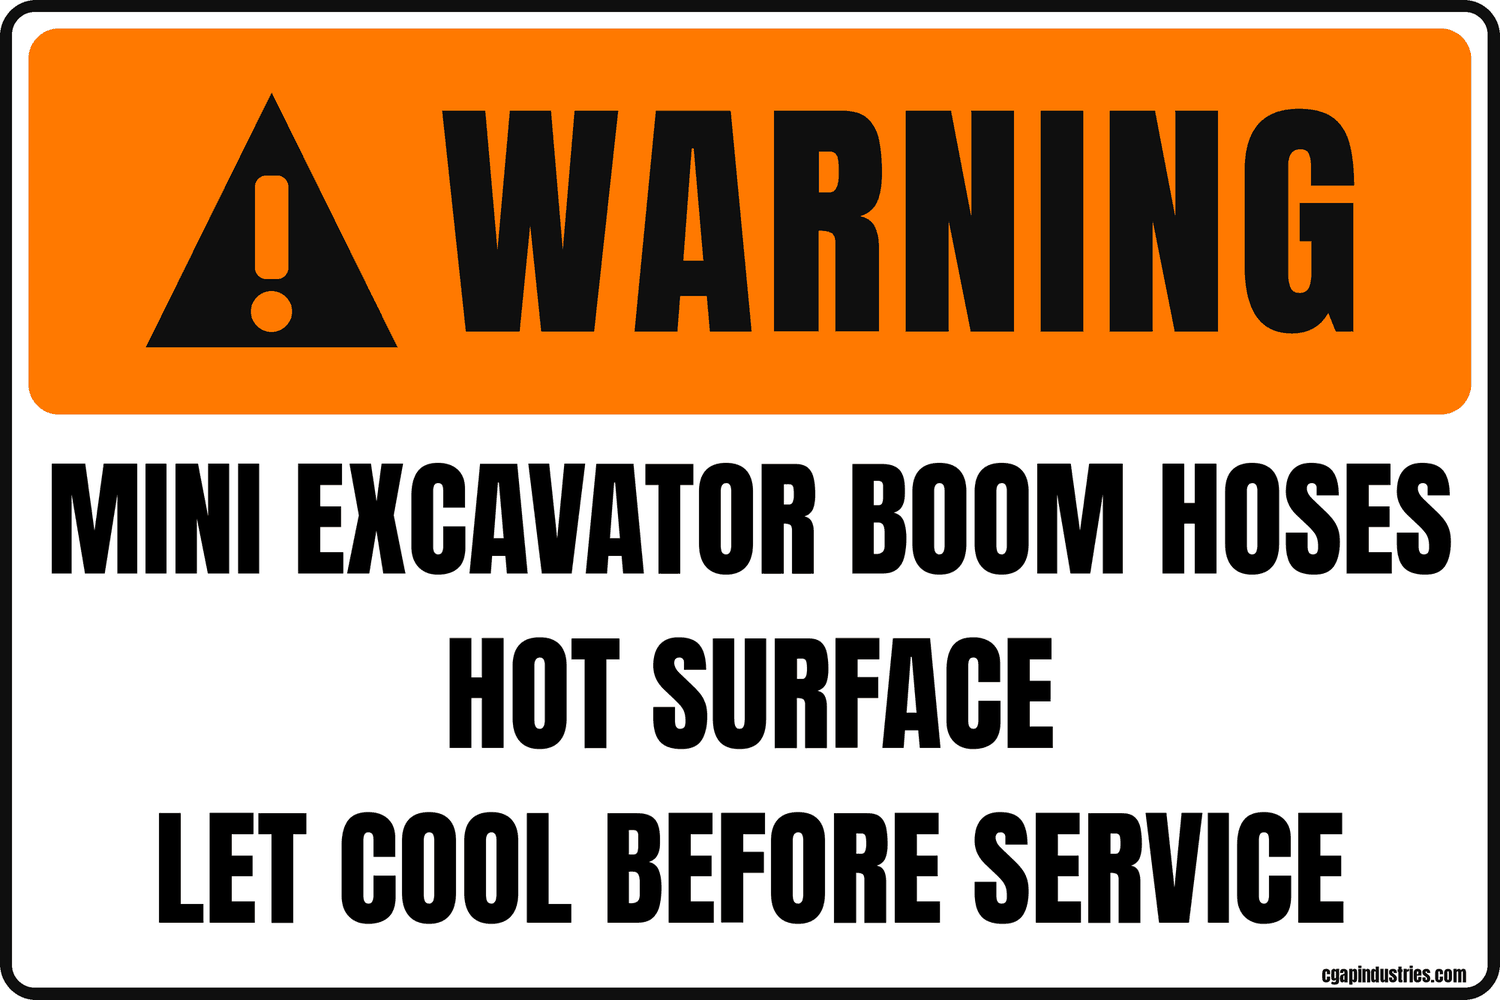 WARNING
MINI EXCAVATOR BOOM HOSES
HOT SURFACE
LET COOL BEFORE SERVICE
cgapindustries.com